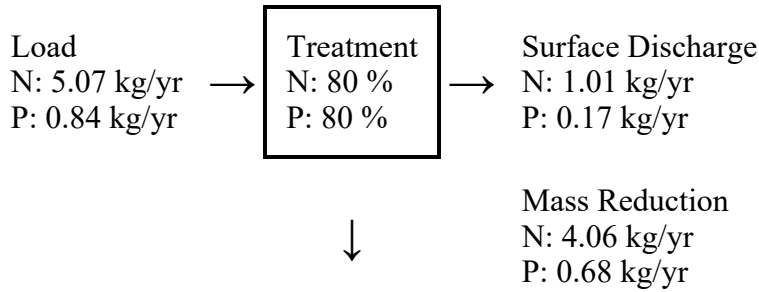 Load
N: 5.07 kg/yr
P: 0.84 kg/yr
→
Treatment
N: 80 %
P: 80 %
→
Surface Discharge
N: 1.01 kg/yr
P: 0.17 kg/yr
↓
Mass Reduction
N: 4.06 kg/yr
P: 0.68 kg/yr